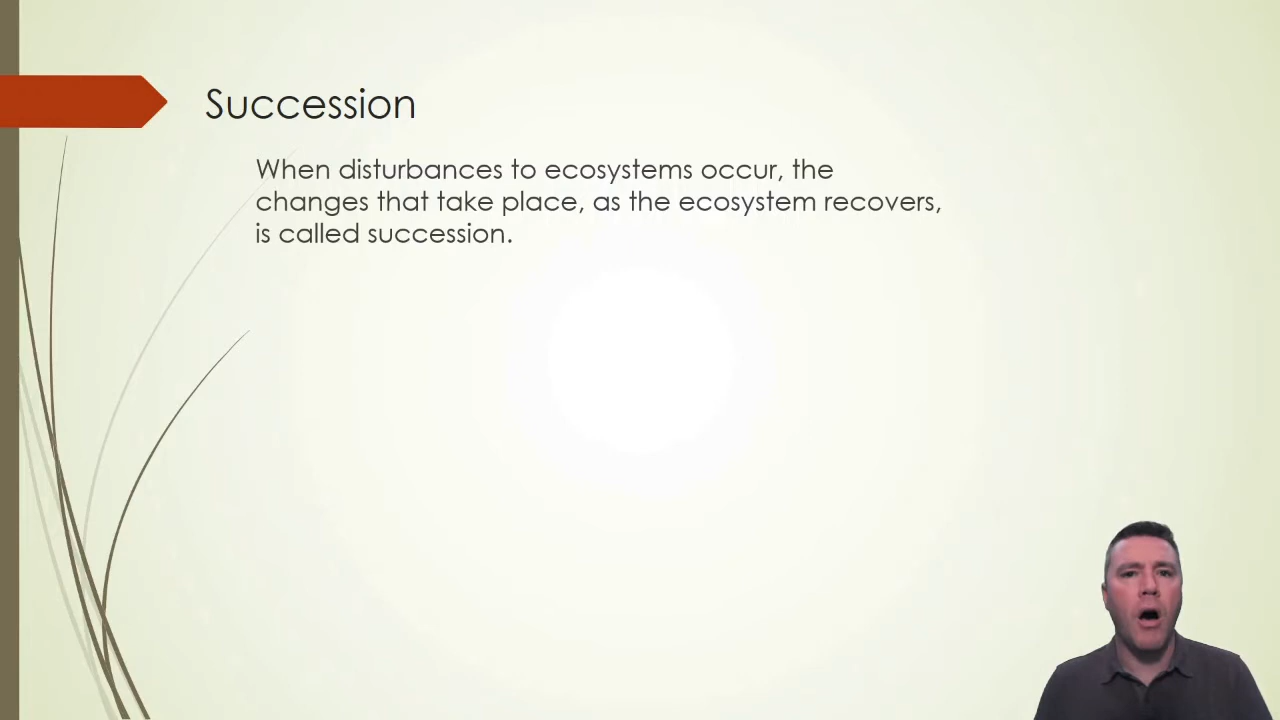 Succession
When disturbances to ecosystems occur, the
changes that take place, as the ecosystem recovers,
is called succession.